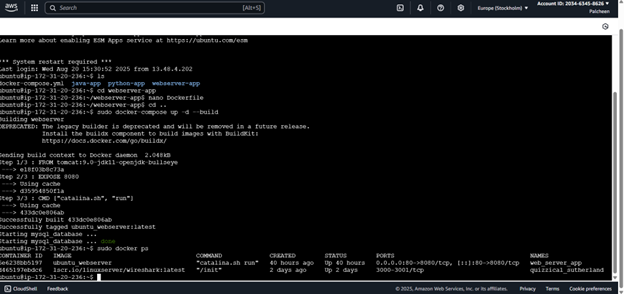 aws
Search
[Alt+S]
Europe (Stockholm)
Account ID: 2034-6345-8626
Palcheen
Learn more about enabling ESM Apps service at https://ubuntu.com/esm
*** System restart required ***
Last login: Wed Aug 20 15:30:52 2025 from 13.48.4.202
ubuntu@ip-172-31-20-236:~$ ls
docker-compose.yml java-app python-app webserver-app
ubuntu@ip-172-31-20-236:~$ cd webserver-app
ubuntu@ip-172-31-20-236:~/webserver-app$ nano Dockerfile
ubuntu@ip-172-31-20-236:~/webserver-app$ cd ..
ubuntu@ip-172-31-20-236:~$ sudo docker-compose up -d --build
Building webserver
DEPRECATED: The legacy builder is deprecated and will be removed in a future release.
Install the buildx component to build images with BuildKit:
https://docs.docker.com/go/buildx/
Sending build context to Docker daemon 2.048kB
Step 1/3 : FROM tomcat:9.0-jdk11-openjdk-bullseye
---> e18f03b8c73a
Step 2/3 : EXPOSE 8080
---> Using cache
---> d35954850f1a
Step 3/3 : CMD ["catalina.sh", "run"]
---> Using cache
---> 433dc0e806ab
Successfully built 433dc0e806ab
Successfully tagged ubuntu_webserver:latest
Starting mysql_database ...
Starting mysql_database ... done
ubuntu@ip-172-31-20-236:~$ sudo docker ps
CONTAINER ID IMAGE COMMAND CREATED STATUS PORTS NAMES
5e6238bb5197 ubuntu_webserver "catalina.sh run" 40 hours ago Up 40 hours 0.0.0.0:80->8080/tcp, [::]:80->8080/tcp web_server_app
8465197ebdc6 lscr.io/linuxserver/wireshark:latest "/init" 2 days ago Up 2 days 3000-3001/tcp quizzical_sutherland
ubuntu@ip-172-31-20-236:~$
CloudShell Feedback © 2025, Amazon Web Services, Inc. or its affiliates. Privacy Terms Cookie preferences